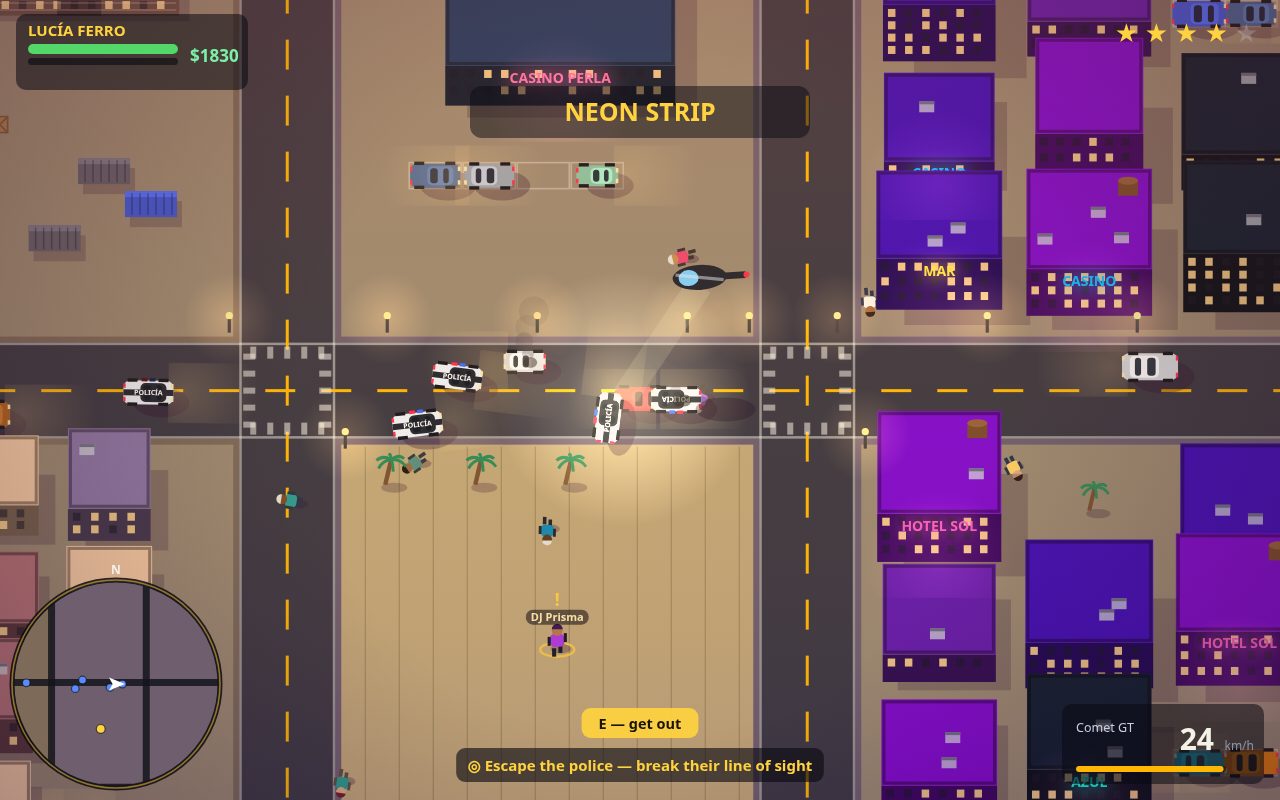 LUCÍA FERRO
$1830
CASINO PERLA
NEON STRIP
MAR
CASINO
POLICÍA
POLICÍA
POLICÍA
POLICÍA
POLICÍA
HOTEL SOL
N
!
DJ Prisma
HOTEL SOL
E — get out
◎ Escape the police — break their line of sight
Comet GT
24 km/h
AZUL